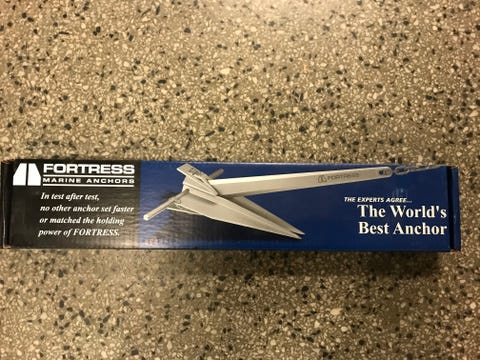 FORTRESS
MARINE ANCHORS
In test after test,
no other anchor set faster
or matched the holding
power of FORTRESS.
FORTRESS
THE EXPERTS AGREE...
The World's
Best Anchor